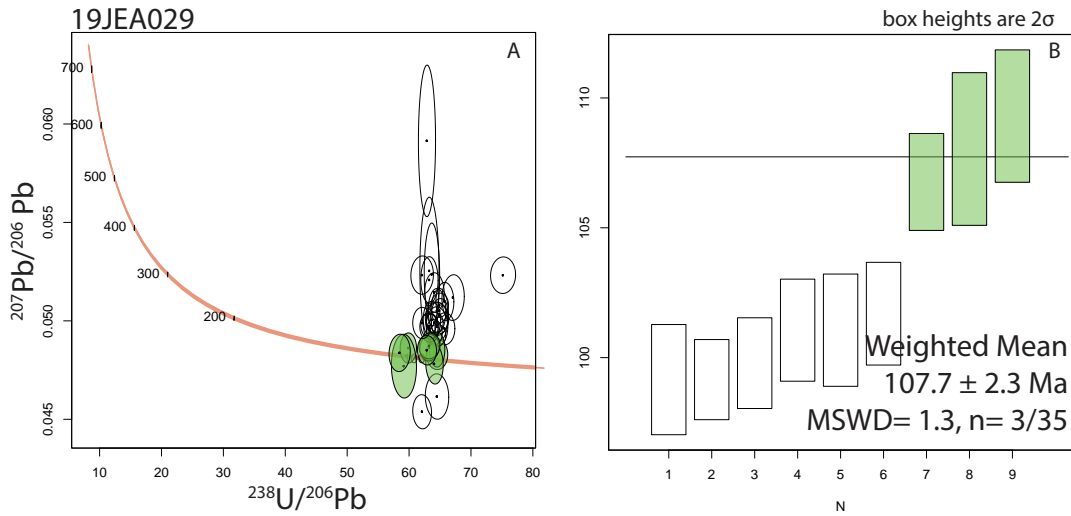 19JEA029
box heights are 2σ
A
700
600
500
400
300
200
0.060
0.055
0.050
0.045
207Pb/206 Pb
10 20 30 40 50 60 70 80
238U/206Pb
B
110
105
100
Weighted Mean
107.7 ± 2.3 Ma
MSWD= 1.3, n= 3/35
1 2 3 4 5 6 7 8 9
N